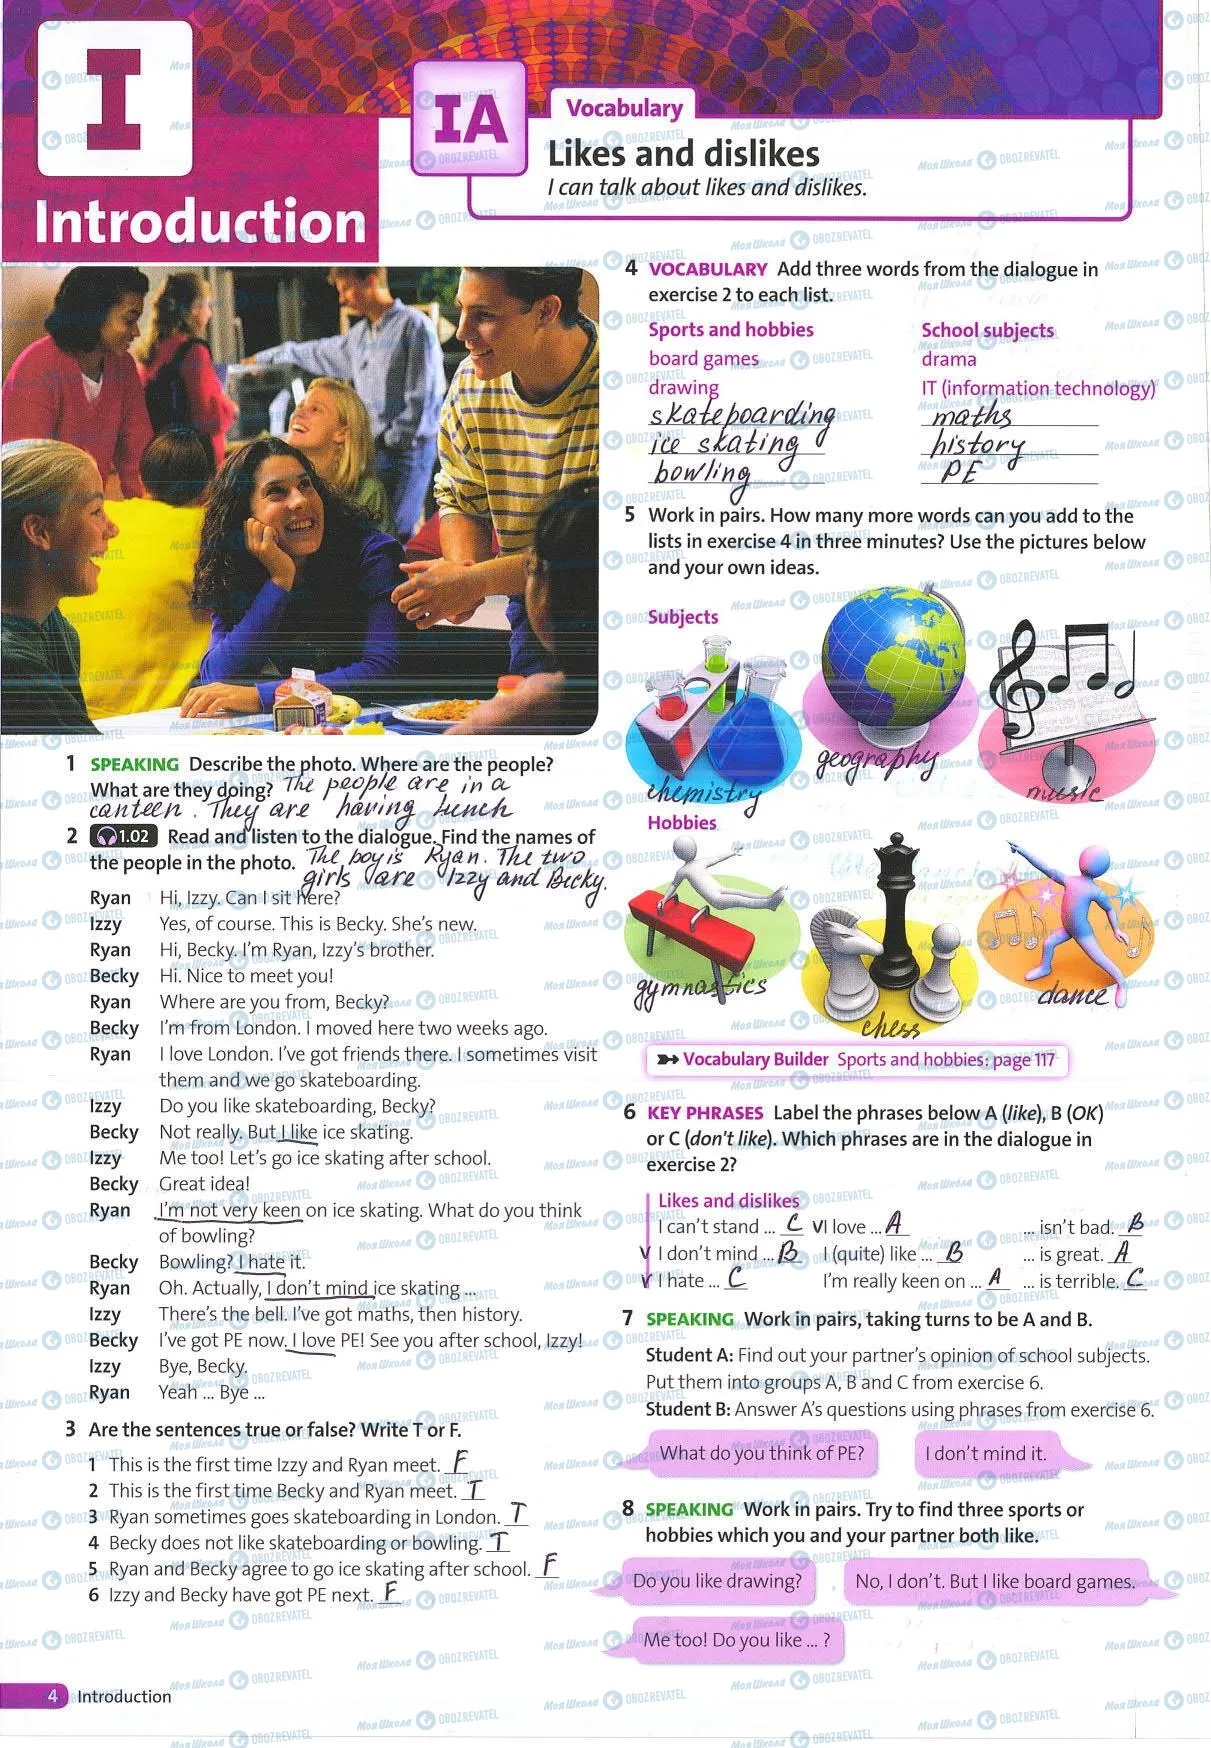 I
Introduction
IA
Vocabulary
Likes and dislikes
I can talk about likes and dislikes.
1 SPEAKING Describe the photo. Where are the people?
What are they doing? The people are in a
canteen. They are having lunch
2 1.02 Read and listen to the dialogue. Find the names of
the people in the photo. The boy is Ryan. The two
girls are Izzy and Becky.
Ryan Hi, Izzy. Can I sit here?
Izzy Yes, of course. This is Becky. She's new.
Ryan Hi, Becky. I'm Ryan, Izzy's brother.
Becky Hi. Nice to meet you!
Ryan Where are you from, Becky?
Becky I'm from London. I moved here two weeks ago.
Ryan I love London. I've got friends there. I sometimes visit
them and we go skateboarding.
Izzy Do you like skateboarding, Becky?
Becky Not really. But I like ice skating.
Izzy Me too! Let's go ice skating after school.
Becky Great idea!
Ryan I'm not very keen on ice skating. What do you think
of bowling?
Becky Bowling? I hate it.
Ryan Oh. Actually, I don't mind ice skating ...
Izzy There's the bell. I've got maths, then history.
Becky I've got PE now. I love PE! See you after school, Izzy!
Izzy Bye, Becky.
Ryan Yeah ... Bye ...
3 Are the sentences true or false? Write T or F.
1 This is the first time Izzy and Ryan meet. F
2 This is the first time Becky and Ryan meet. T
3 Ryan sometimes goes skateboarding in London. T
4 Becky does not like skateboarding or bowling. T
5 Ryan and Becky agree to go ice skating after school. F
6 Izzy and Becky have got PE next. F
4 VOCABULARY Add three words from the dialogue in
exercise 2 to each list.
Sports and hobbies School subjects
board games drama
drawing IT (information technology)
skateboarding maths
ice skating history
bowling PE
5 Work in pairs. How many more words can you add to the
lists in exercise 4 in three minutes? Use the pictures below
and your own ideas.
Subjects
chemistry geography music
Hobbies
gymnastics chess dance
Vocabulary Builder Sports and hobbies: page 117
6 KEY PHRASES Label the phrases below A (like), B (OK)
or C (don't like). Which phrases are in the dialogue in
exercise 2?
Likes and dislikes
I can't stand ... C V I love ... A ... isn't bad. B
V I don't mind ... B I (quite) like ... B ... is great. A
V I hate ... C I'm really keen on ... A ... is terrible. C
7 SPEAKING Work in pairs, taking turns to be A and B.
Student A: Find out your partner's opinion of school subjects.
Put them into groups A, B and C from exercise 6.
Student B: Answer A's questions using phrases from exercise 6.
What do you think of PE? I don't mind it.
8 SPEAKING Work in pairs. Try to find three sports or
hobbies which you and your partner both like.
Do you like drawing? No, I don't. But I like board games.
Me too! Do you like ... ?
4 Introduction
МояШкола OBOZREVATEL